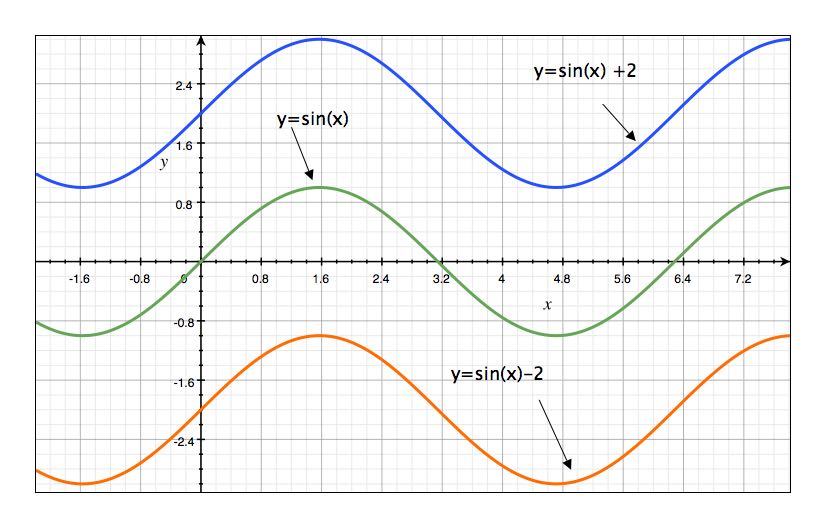 y=sin(x) +2
2.4
y=sin(x)
1.6
y
0.8
-1.6 -0.8 0 0.8 1.6 2.4 3.2 4 4.8 5.6 6.4 7.2
x
-0.8
y=sin(x)-2
-1.6
-2.4